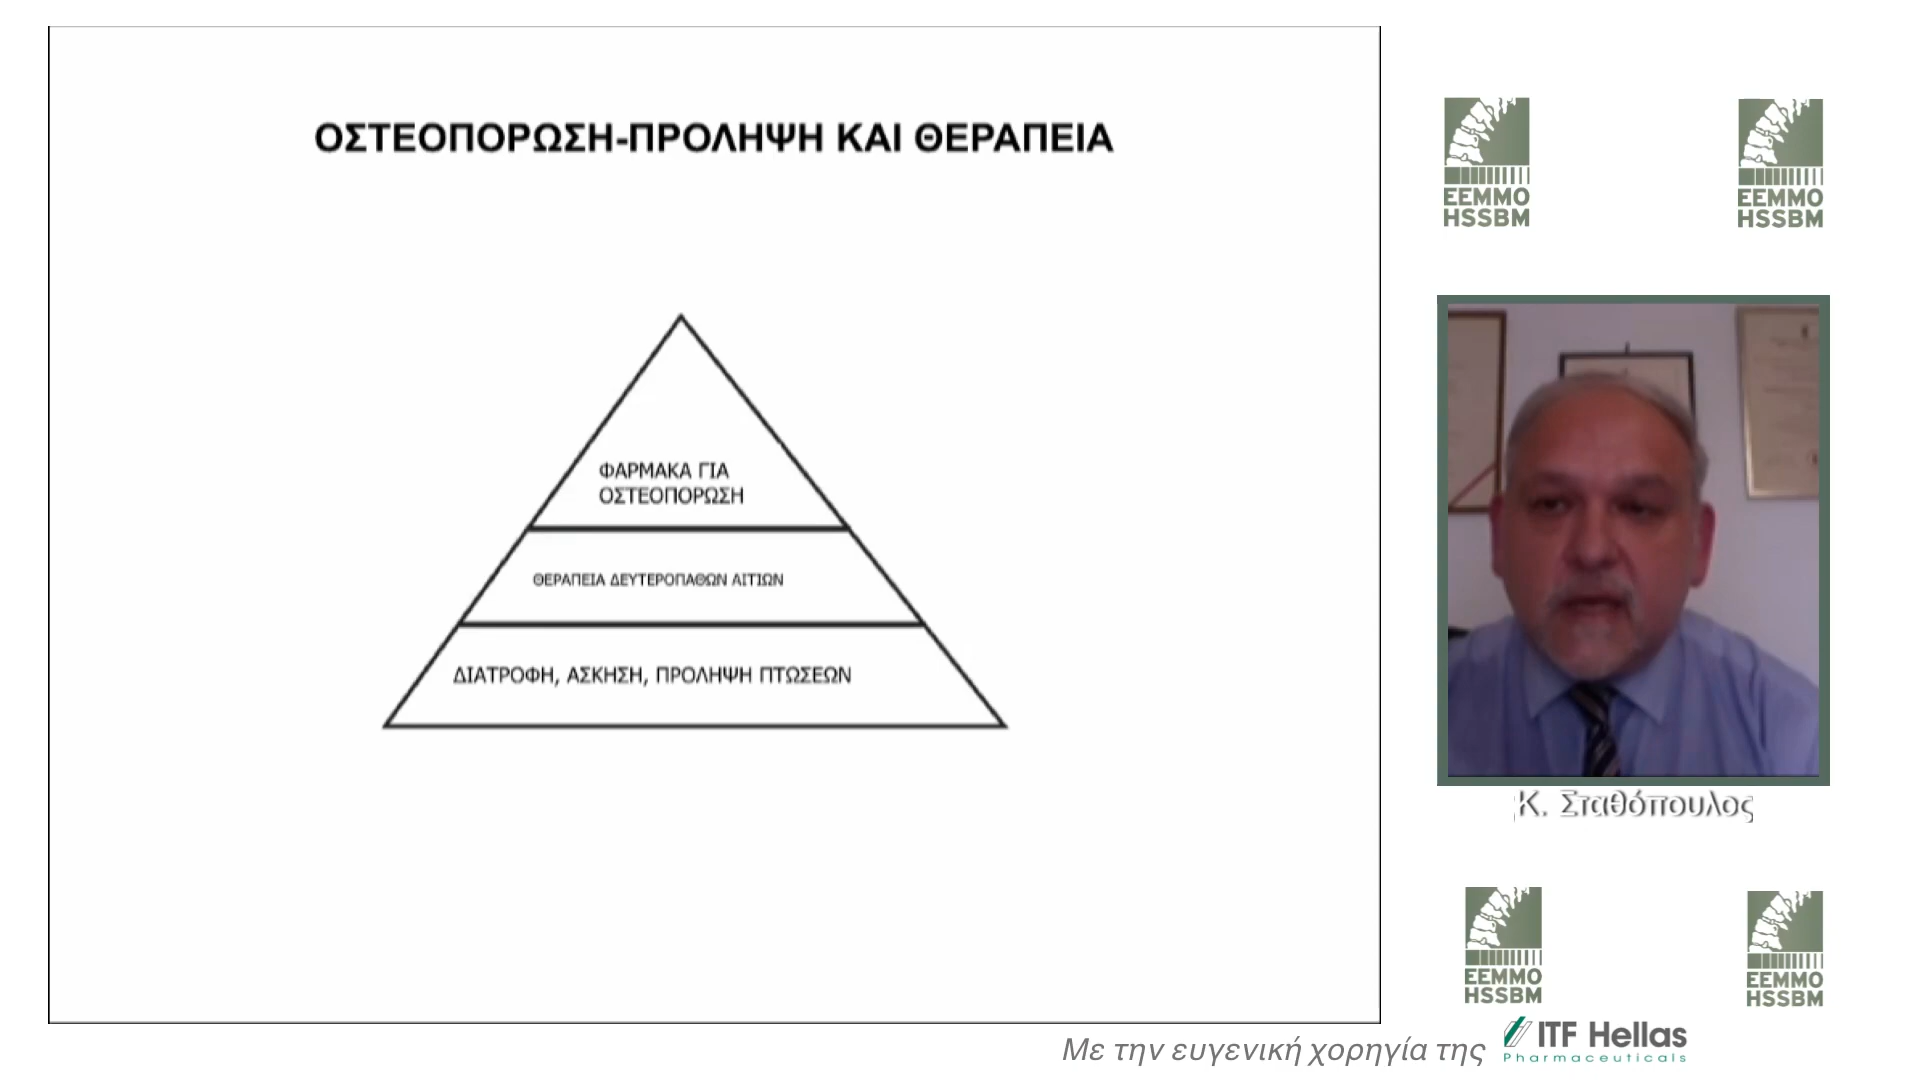 ΟΣΤΕΟΠΟΡΩΣΗ-ΠΡΟΛΗΨΗ ΚΑΙ ΘΕΡΑΠΕΙΑ
ΦΑΡΜΑΚΑ ΓΙΑ
ΟΣΤΕΟΠΟΡΩΣΗ
ΘΕΡΑΠΕΙΑ ΔΕΥΤΕΡΟΠΑΘΩΝ ΑΙΤΙΩΝ
ΔΙΑΤΡΟΦΗ, ΑΣΚΗΣΗ, ΠΡΟΛΗΨΗ ΠΤΩΣΕΩΝ
ΕΕΜΜΟ
HSSBM
ΕΕΜΜΟ
HSSBM
Κ. Σταθόπουλος
ΕΕΜΜΟ
HSSBM
ΕΕΜΜΟ
HSSBM
Με την ευγενική χορηγία της
ITF Hellas
Pharmaceuticals